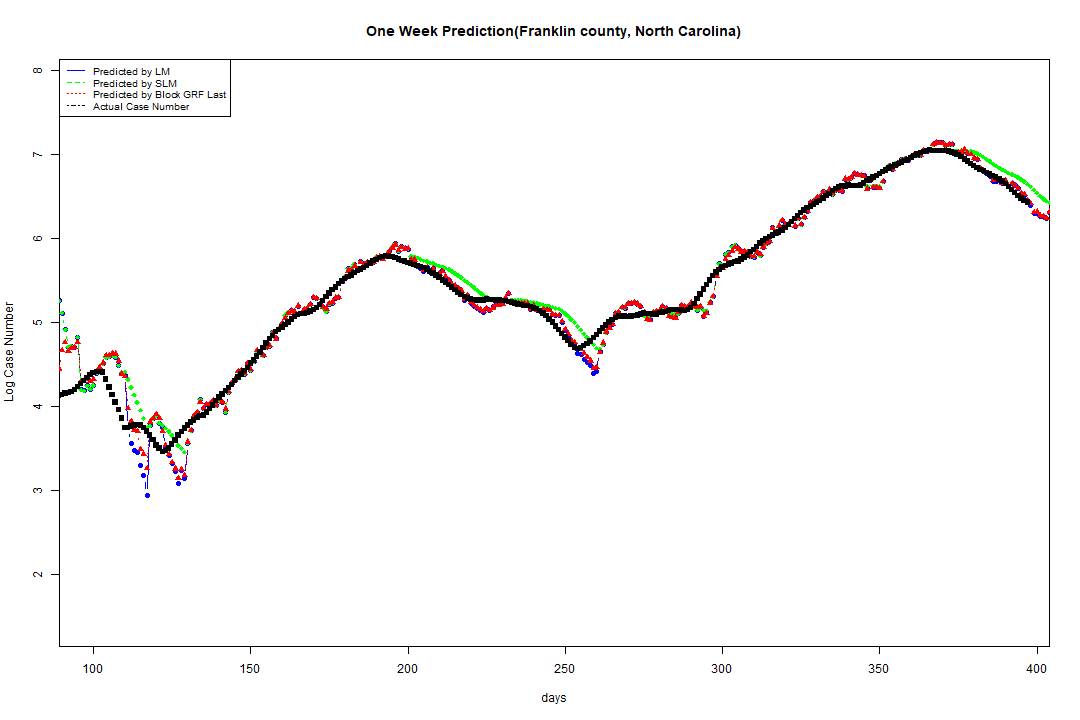 One Week Prediction(Franklin county, North Carolina)
Predicted by LM
Predicted by SLM
Predicted by Block GRF Last
Actual Case Number
8
7
6
5
4
3
2
Log Case Number
100 150 200 250 300 350 400
days